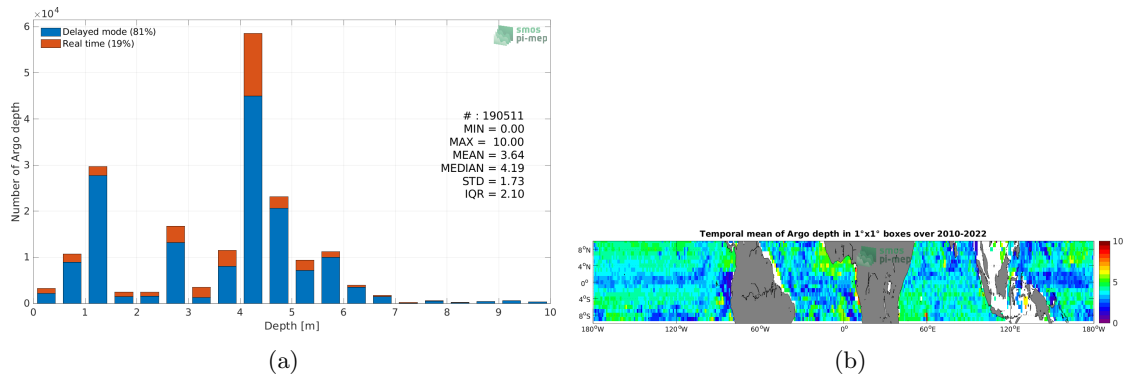 ×10⁴
Delayed mode (81%)
Real time (19%)
smos
pi-mep
6
5
4
3
2
1
0
Number of Argo depth
# : 190511
MIN = 0.00
MAX = 10.00
MEAN = 3.64
MEDIAN = 4.19
STD = 1.73
IQR = 2.10
0 1 2 3 4 5 6 7 8 9 10
Depth [m]
(a)
Temporal mean of Argo depth in 1°x1° boxes over 2010-2022
smos
pi-mep
8°N
4°N
0°
4°S
8°S
180°W 120°W 60°W 0° 60°E 120°E 180°W
10
5
0
(b)